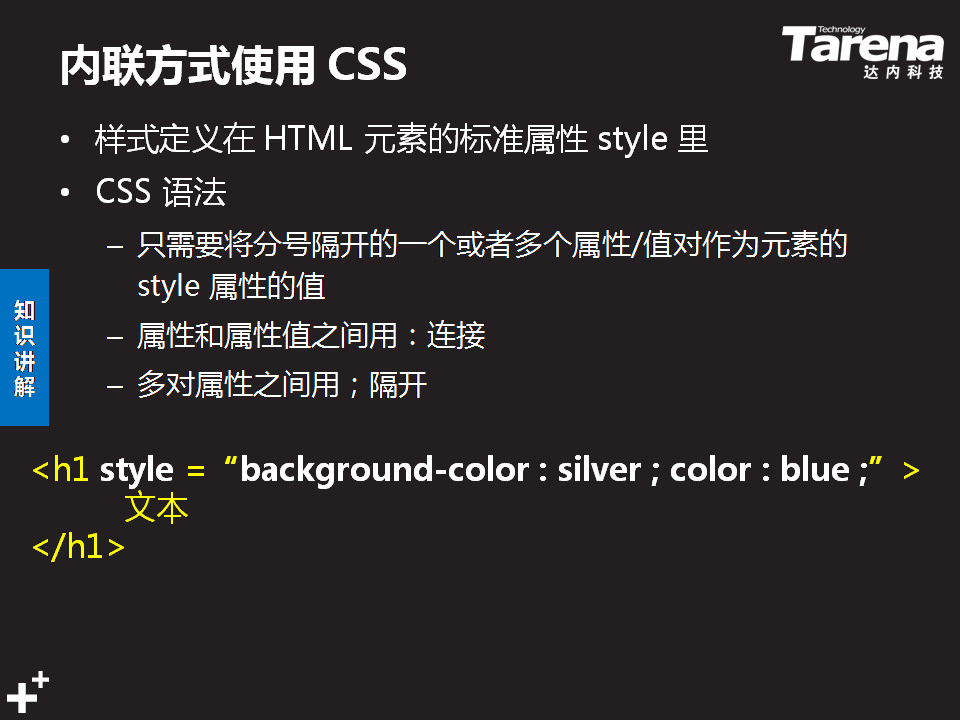 内联方式使用 CSS
Technology
Tarena
达内科技
• 样式定义在 HTML 元素的标准属性 style 里
• CSS 语法
– 只需要将分号隔开的一个或者多个属性/值对作为元素的
style 属性的值
– 属性和属性值之间用：连接
– 多对属性之间用；隔开
知识讲解
<h1 style = “background-color : silver ; color : blue ;” >
文本
</h1>